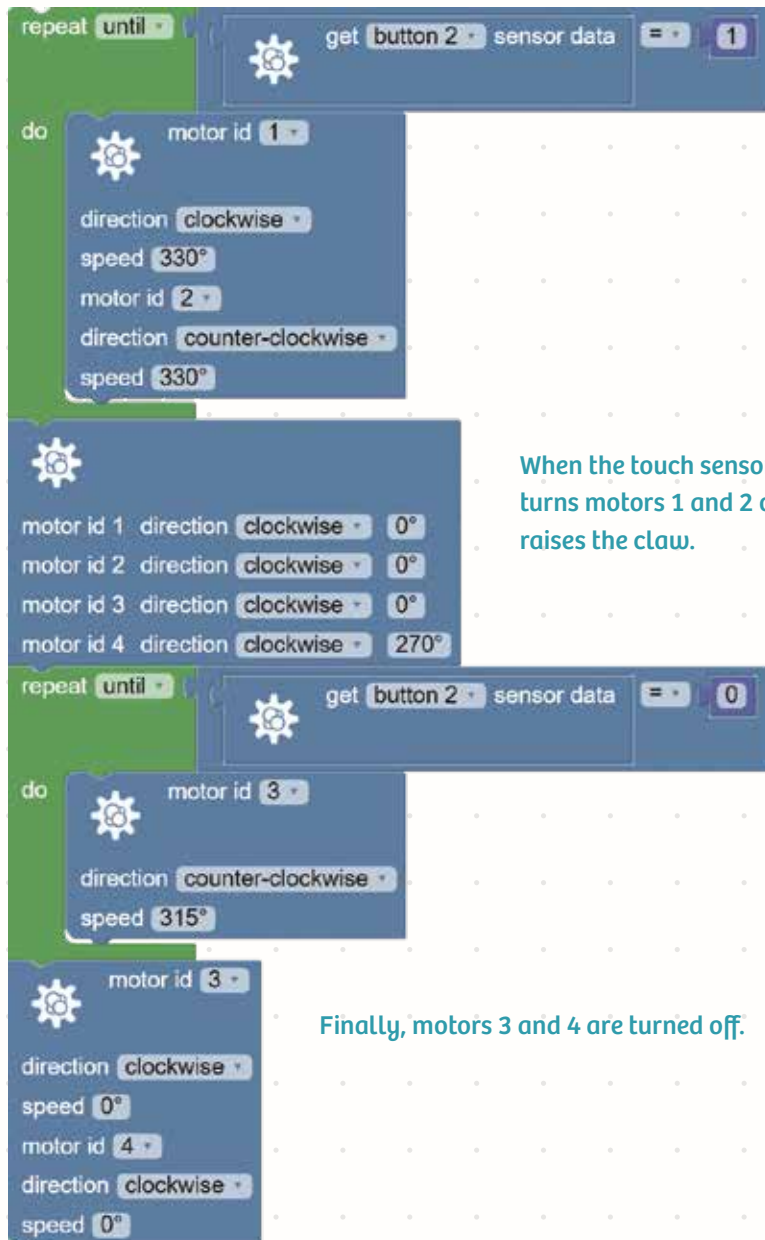 repeat until get button 2 sensor data = 1
do motor id 1
direction clockwise
speed 330°
motor id 2
direction counter-clockwise
speed 330°
motor id 1 direction clockwise 0°
motor id 2 direction clockwise 0°
motor id 3 direction clockwise 0°
motor id 4 direction clockwise 270°
When the touch senso
turns motors 1 and 2
raises the claw.
repeat until get button 2 sensor data = 0
do motor id 3
direction counter-clockwise
speed 315°
motor id 3
direction clockwise
speed 0°
motor id 4
direction clockwise
speed 0°
Finally, motors 3 and 4 are turned off.